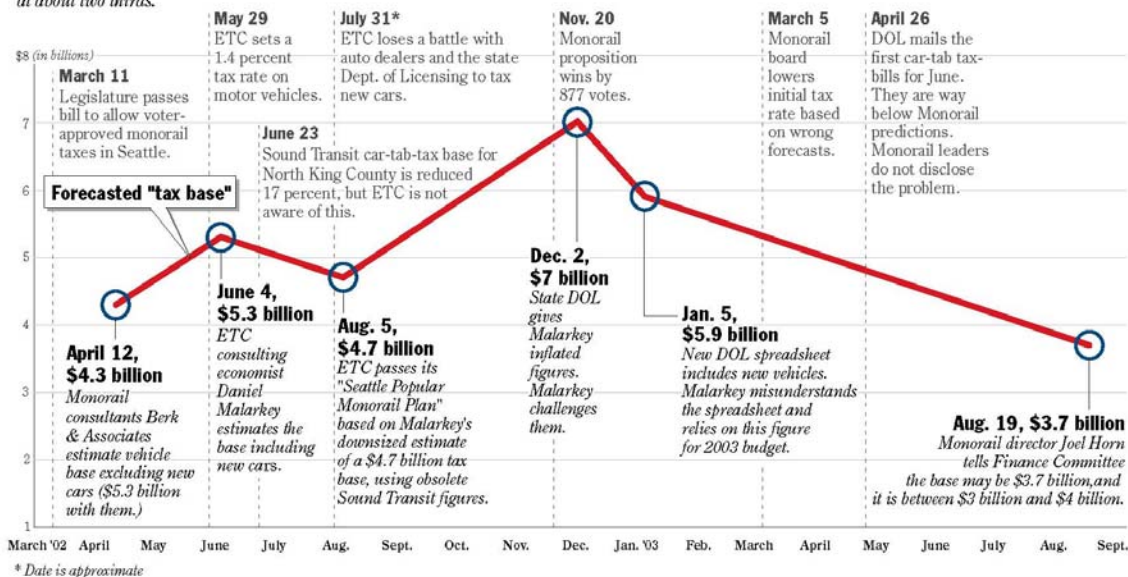 at about two thirds.
May 29
ETC sets a
1.4 percent
tax rate on
motor vehicles.
July 31*
ETC loses a battle with
auto dealers and the state
Dept. of Licensing to tax
new cars.
Nov. 20
Monorail
proposition
wins by
877 votes.
March 5
Monorail
board
lowers
initial tax
rate based
on wrong
forecasts.
April 26
DOL mails the
first car-tab tax-
bills for June.
They are way
below Monorail
predictions.
Monorail leaders
do not disclose
the problem.
$8 (in billions)
March 11
Legislature passes
bill to allow voter-
approved monorail
taxes in Seattle.
June 23
Sound Transit car-tab-tax base for
North King County is reduced
17 percent, but ETC is not
aware of this.
7
6
5
4
3
2
1
Forecasted "tax base"
April 12,
$4.3 billion
Monorail
consultants Berk
& Associates
estimate vehicle
base excluding new
cars ($5.3 billion
with them.)
June 4,
$5.3 billion
ETC
consulting
economist
Daniel
Malarkey
estimates the
base including
new cars.
Aug. 5,
$4.7 billion
ETC passes its
"Seattle Popular
Monorail Plan"
based on Malarkey's
downsized estimate
of a $4.7 billion tax
base, using obsolete
Sound Transit figures.
Dec. 2,
$7 billion
State DOL
gives
Malarkey
inflated
figures.
Malarkey
challenges
them.
Jan. 5,
$5.9 billion
New DOL spreadsheet
includes new vehicles.
Malarkey misunderstands
the spreadsheet and
relies on this figure
for 2003 budget.
Aug. 19, $3.7 billion
Monorail director Joel Horn
tells Finance Committee
the base may be $3.7 billion,and
it is between $3 billion and $4 billion.
March '02 April May June July Aug. Sept. Oct. Nov. Dec. Jan. '03 Feb. March April May June July Aug. Sept.
* Date is approximate